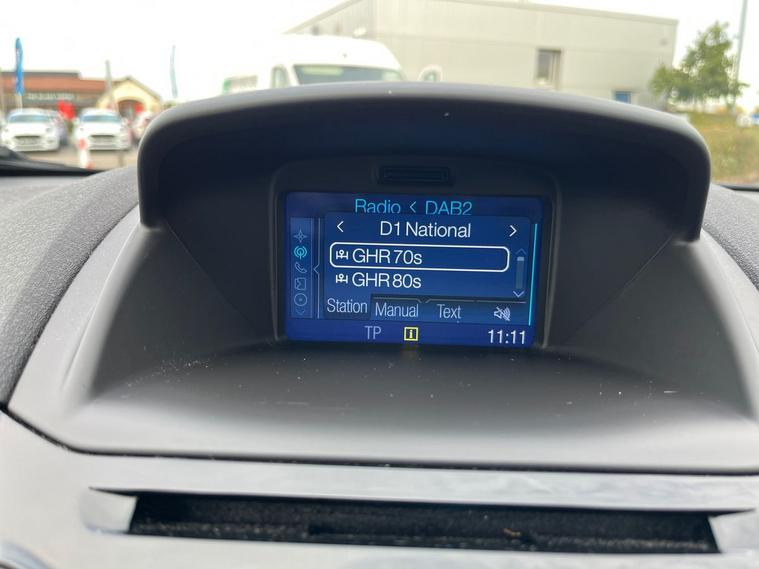 Radio < DAB2
< D1 National >
GHR 70s
GHR 80s
Station Manual Text
TP i 11:11